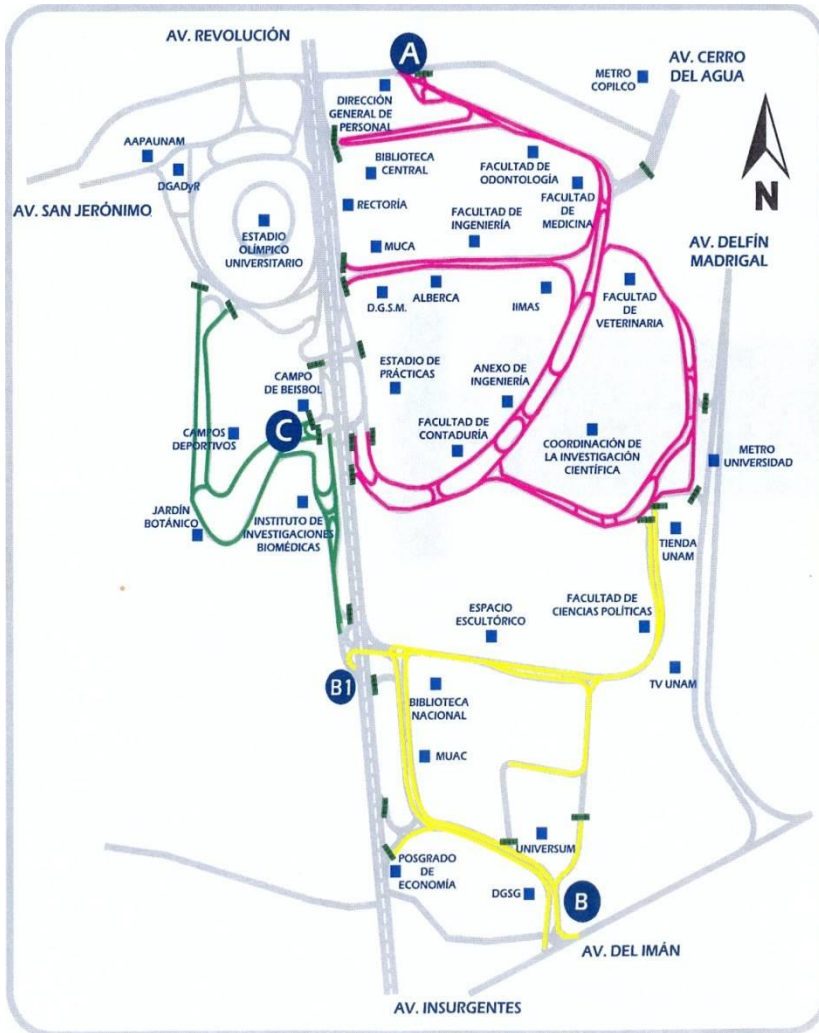 AV. REVOLUCIÓN
A
AV. CERRO
DEL AGUA
METRO
COPILCO
DIRECCIÓN
GENERAL DE
PERSONAL
AAPAUNAM
DGADyR
BIBLIOTECA
CENTRAL
FACULTAD DE
ODONTOLOGÍA
FACULTAD
DE
MEDICINA
N
AV. SAN JERÓNIMO
RECTORÍA
FACULTAD DE
INGENIERÍA
ESTADIO
OLÍMPICO
UNIVERSITARIO
MUCA
AV. DELFÍN
MADRIGAL
D.G.S.M.
ALBERCA
IIMAS
FACULTAD
DE
VETERINARIA
CAMPO
DE BEISBOL
ESTADIO DE
PRÁCTICAS
ANEXO DE
INGENIERÍA
C
CAMPOS
DEPORTIVOS
FACULTAD DE
CONTADURÍA
COORDINACIÓN DE
LA INVESTIGACIÓN
CIENTÍFICA
METRO
UNIVERSIDAD
JARDÍN
BOTÁNICO
INSTITUTO DE
INVESTIGACIONES
BIOMÉDICAS
TIENDA
UNAM
ESPACIO
ESCULTÓRICO
FACULTAD DE
CIENCIAS POLÍTICAS
B1
BIBLIOTECA
NACIONAL
TV UNAM
MUAC
UNIVERSUM
POSGRADO
DE
ECONOMÍA
DGSG
B
AV. DEL IMÁN
AV. INSURGENTES